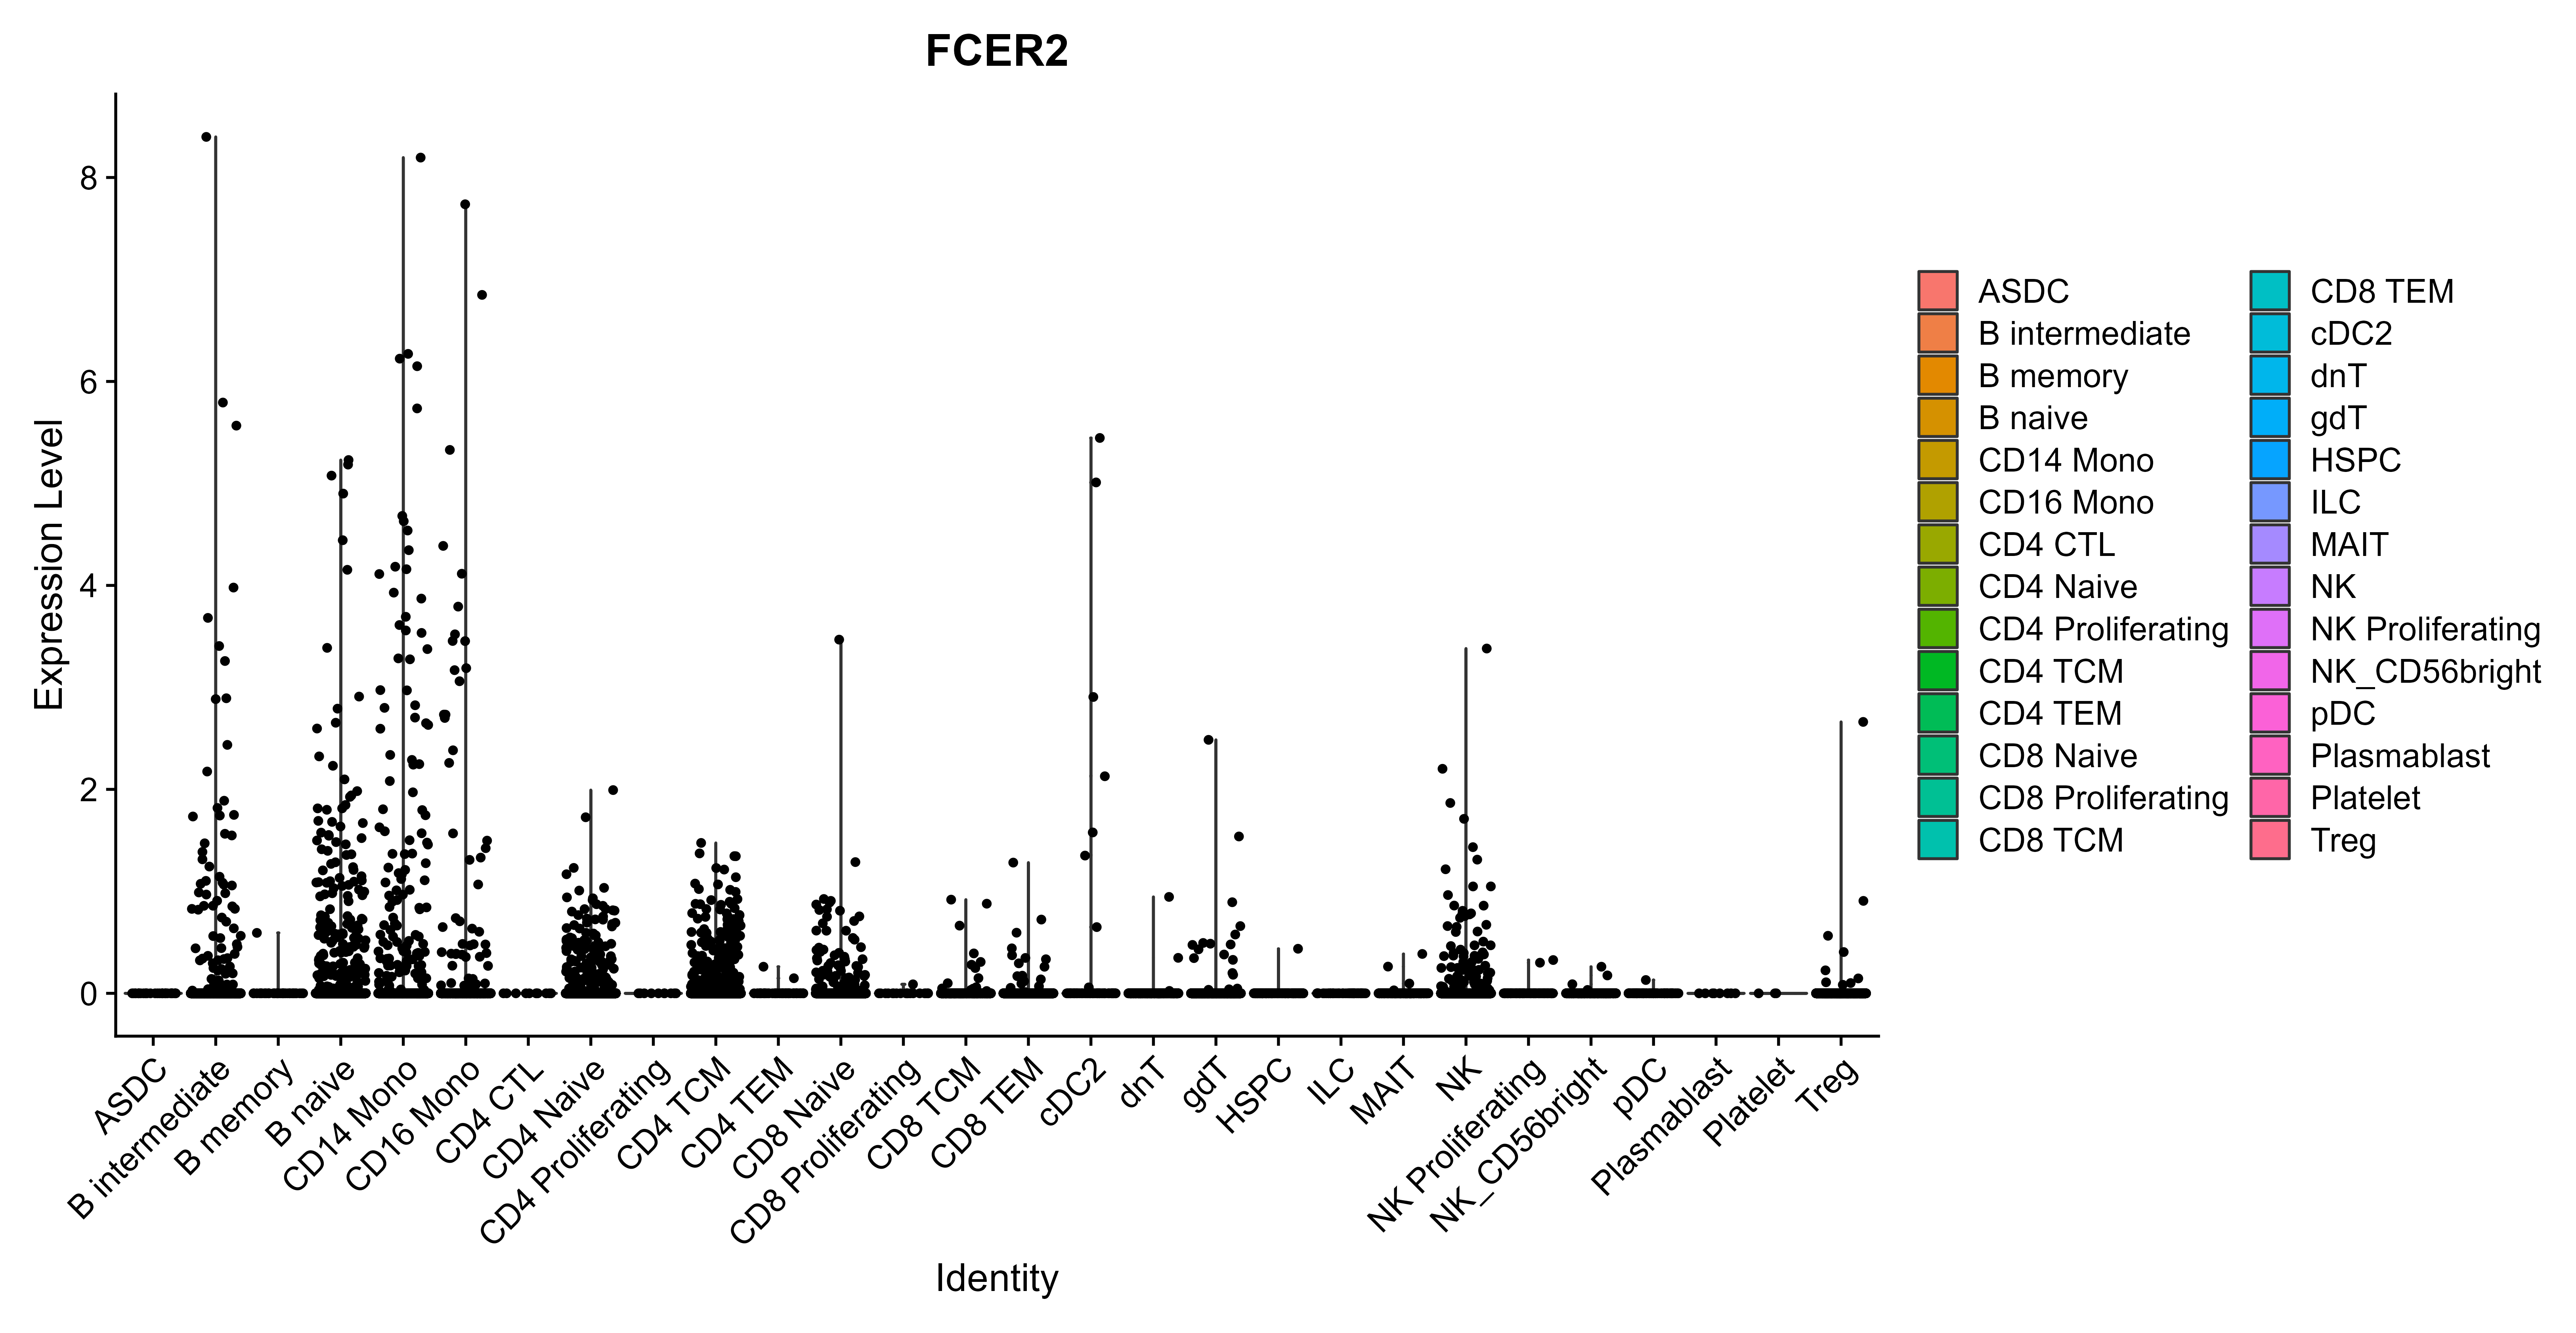 FCER2
Expression Level
8
6
4
2
0
ASDC
B intermediate
B memory
B naive
CD14 Mono
CD16 Mono
CD4 CTL
CD4 Naive
CD4 Proliferating
CD4 TCM
CD4 TEM
CD8 Naive
CD8 Proliferating
CD8 TCM
CD8 TEM
cDC2
dnT
gdT
HSPC
ILC
MAIT
NK
NK Proliferating
NK_CD56bright
pDC
Plasmablast
Platelet
Treg
Identity
ASDC
B intermediate
B memory
B naive
CD14 Mono
CD16 Mono
CD4 CTL
CD4 Naive
CD4 Proliferating
CD4 TCM
CD4 TEM
CD8 Naive
CD8 Proliferating
CD8 TCM
CD8 TEM
cDC2
dnT
gdT
HSPC
ILC
MAIT
NK
NK Proliferating
NK_CD56bright
pDC
Plasmablast
Platelet
Treg